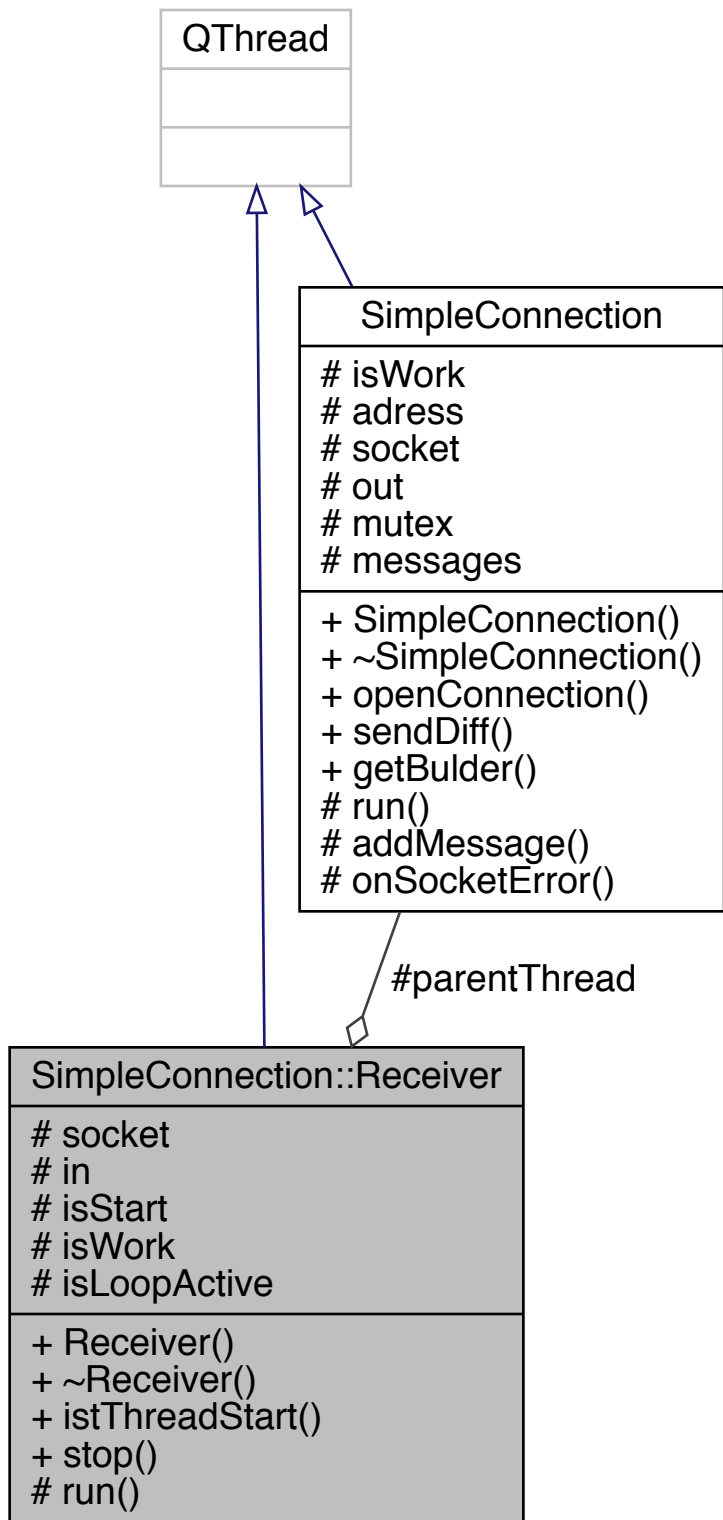 QThread
SimpleConnection
# isWork
# adress
# socket
# out
# mutex
# messages
+ SimpleConnection()
+ ~SimpleConnection()
+ openConnection()
+ sendDiff()
+ getBulder()
# run()
# addMessage()
# onSocketError()
#parentThread
SimpleConnection::Receiver
# socket
# in
# isStart
# isWork
# isLoopActive
+ Receiver()
+ ~Receiver()
+ istThreadStart()
+ stop()
# run()